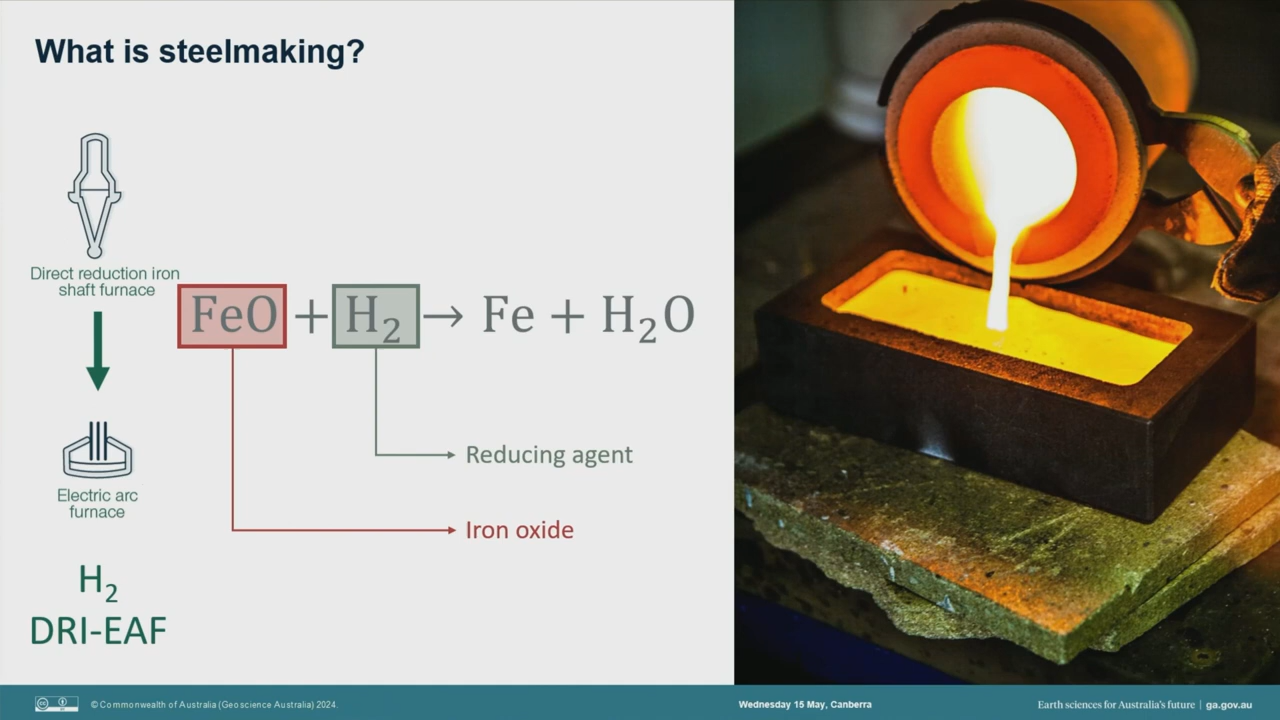 What is steelmaking?
Direct reduction iron
shaft furnace
FeO + H₂ → Fe + H₂O
Reducing agent
Electric arc
furnace
Iron oxide
H₂
DRI-EAF
© Commonwealth of Australia (Geoscience Australia) 2024.
Wednesday 15 May, Canberra
Earth sciences for Australia's future | ga.gov.au